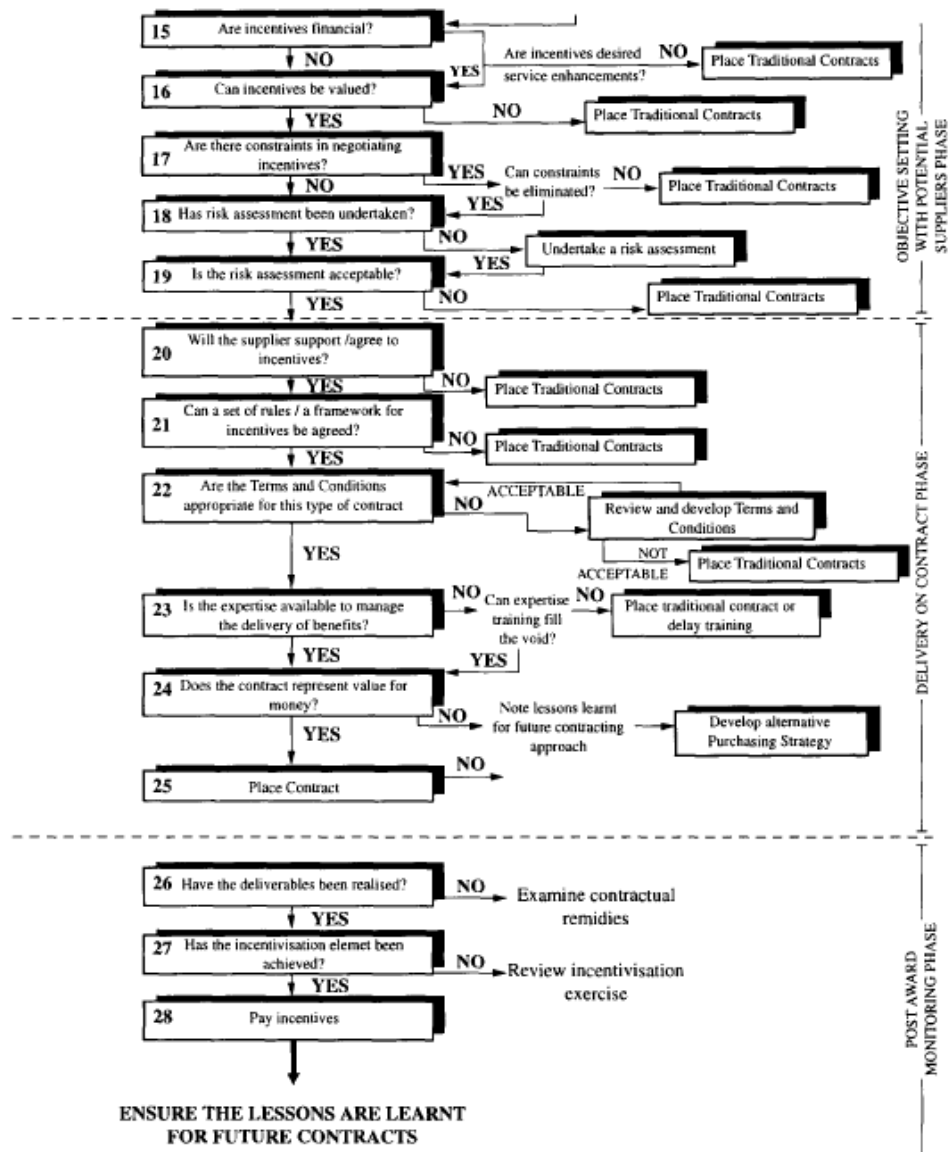 15 Are incentives financial?
NO
YES
Are incentives desired
service enhancements?
NO
Place Traditional Contracts
16 Can incentives be valued?
NO
Place Traditional Contracts
YES
17 Are there constraints in negotiating
incentives?
YES
Can constraints
be eliminated?
NO
Place Traditional Contracts
NO
YES
18 Has risk assessment been undertaken?
YES
NO
Undertake a risk assessment
YES
19 Is the risk assessment acceptable?
YES
NO
Place Traditional Contracts
OBJECTIVE SETTING
WITH POTENTIAL
SUPPLIERS PHASE
20 Will the supplier support /agree to
incentives?
YES
NO
Place Traditional Contracts
21 Can a set of rules / a framework for
incentives be agreed?
YES
NO
Place Traditional Contracts
22 Are the Terms and Conditions
appropriate for this type of contract
ACCEPTABLE
NO
Review and develop Terms and
Conditions
YES
NOT
ACCEPTABLE
Place Traditional Contracts
23 Is the expertise available to manage
the delivery of benefits?
NO
Can expertise
training fill
the void?
NO
Place traditional contract or
delay training
YES
YES
24 Does the contract represent value for
money?
YES
NO
Note lessons learnt
for future contracting
approach
Develop alternative
Purchasing Strategy
25 Place Contract
NO
DELIVERY ON CONTRACT PHASE
26 Have the deliverables been realised?
NO
Examine contractual
remidies
YES
27 Has the incentivisation elemet been
achieved?
NO
Review incentivisation
exercise
YES
28 Pay incentives
POST AWARD
MONITORING PHASE
ENSURE THE LESSONS ARE LEARNT
FOR FUTURE CONTRACTS